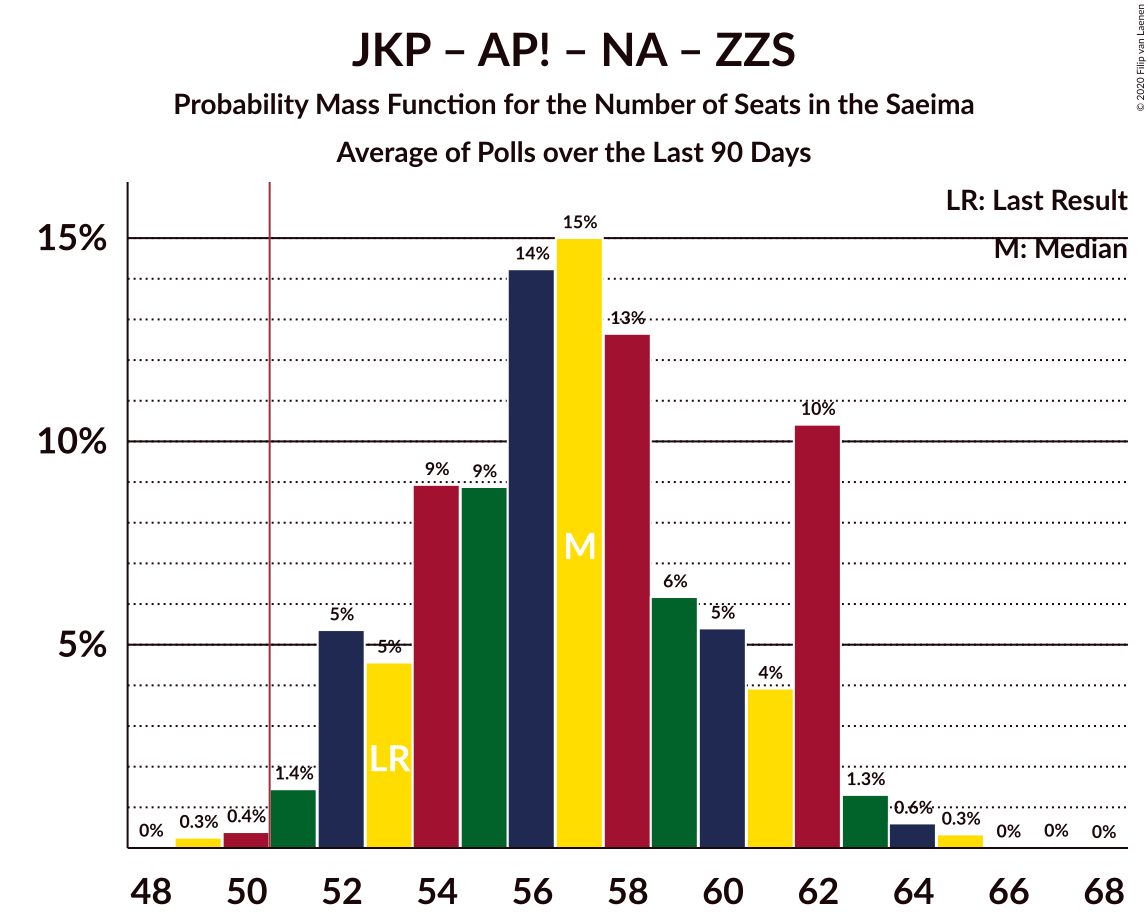 JKP – AP! – NA – ZZS
Probability Mass Function for the Number of Seats in the Saeima
Average of Polls over the Last 90 Days
© 2020 Filip van Laenen
LR: Last Result
M: Median
15%
10%
5%
0%
0.3%
0.4%
1.4%
5%
5%
9%
9%
14%
15%
13%
6%
5%
4%
10%
1.3%
0.6%
0.3%
0%
0%
0%
LR
M
48 50 52 54 56 58 60 62 64 66 68